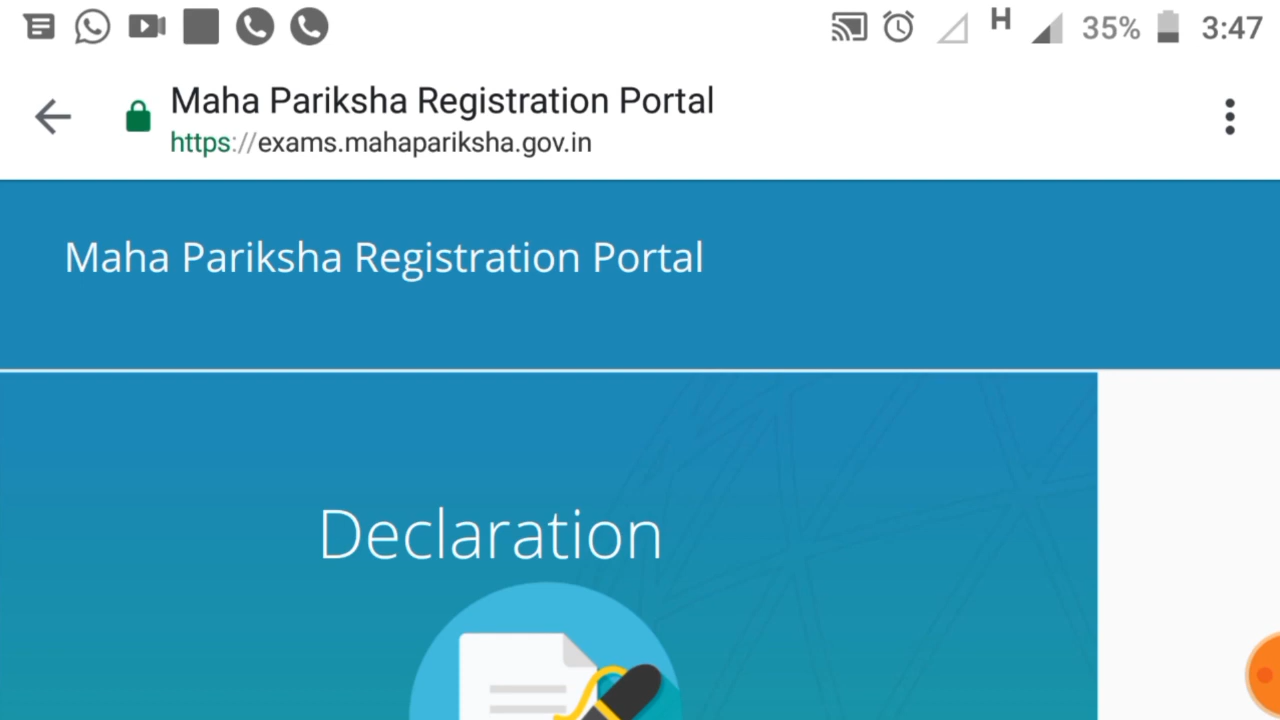 H 35% 3:47
Maha Pariksha Registration Portal
https://exams.mahapariksha.gov.in
Maha Pariksha Registration Portal
Declaration